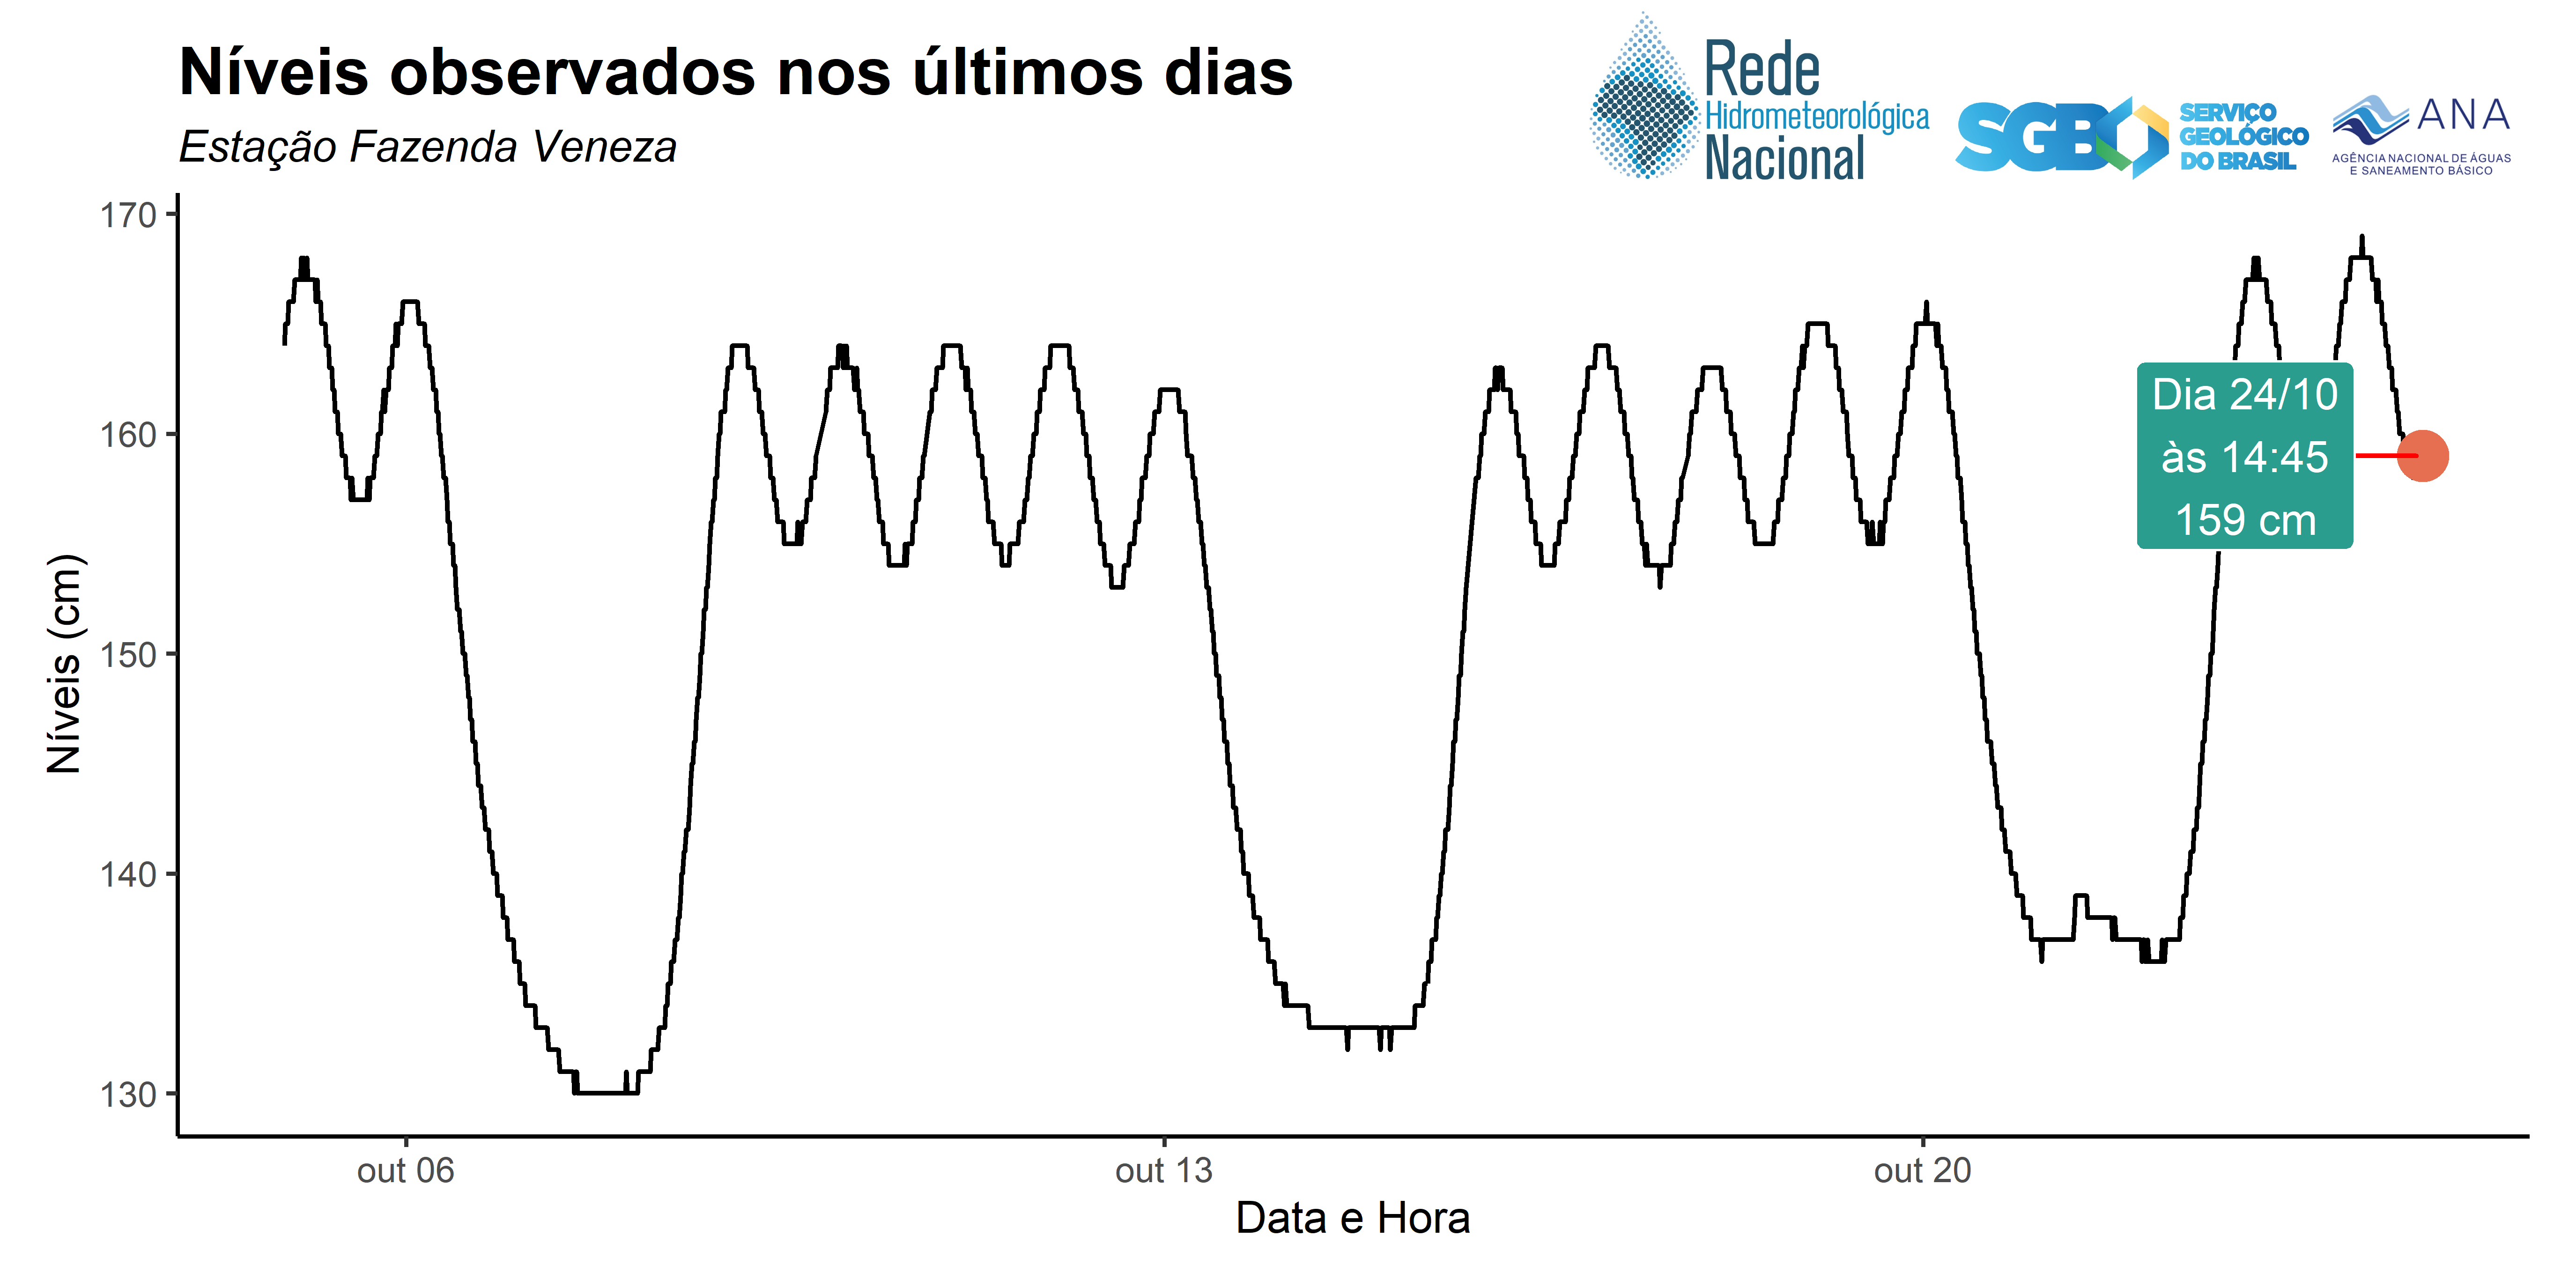 Níveis observados nos últimos dias
Estação Fazenda Veneza
Rede
Hidrometeorológica
Nacional
SGB
SERVIÇO
GEOLÓGICO
DO BRASIL
ANA
AGÊNCIA NACIONAL DE ÁGUAS
E SANEAMENTO BÁSICO
170
160
150
140
130
Níveis (cm)
Dia 24/10
às 14:45
159 cm
out 06
out 13
out 20
Data e Hora